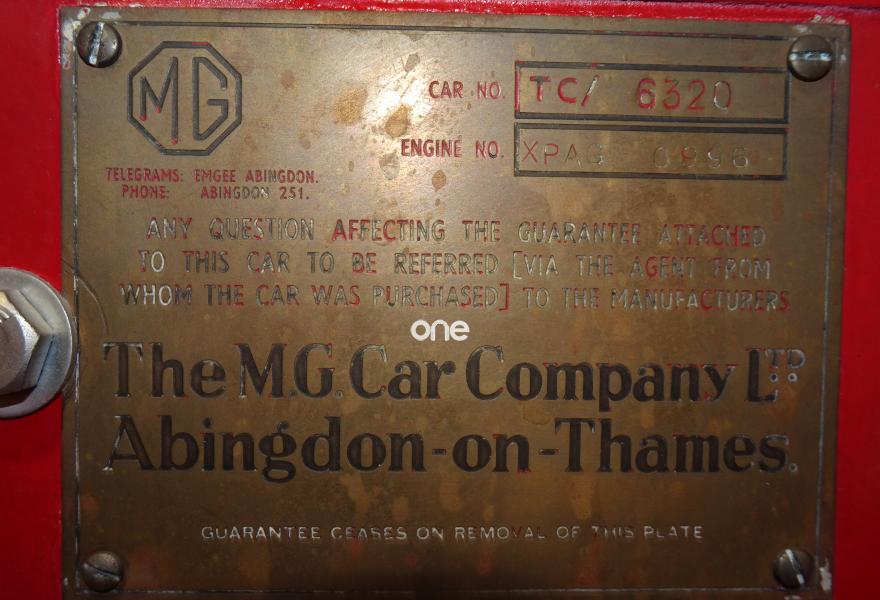 MG
CAR NO. TC/ 6320
ENGINE NO. XPAG 0996
TELEGRAMS: EMGEE ABINGDON.
PHONE: ABINGDON 251.
ANY QUESTION AFFECTING THE GUARANTEE ATTACHED
TO THIS CAR TO BE REFERRED [VIA THE AGENT FROM
WHOM THE CAR WAS PURCHASED] TO THE MANUFACTURERS
one
The M.G. Car Company LTD
Abingdon-on-Thames.
GUARANTEE CEASES ON REMOVAL OF THIS PLATE